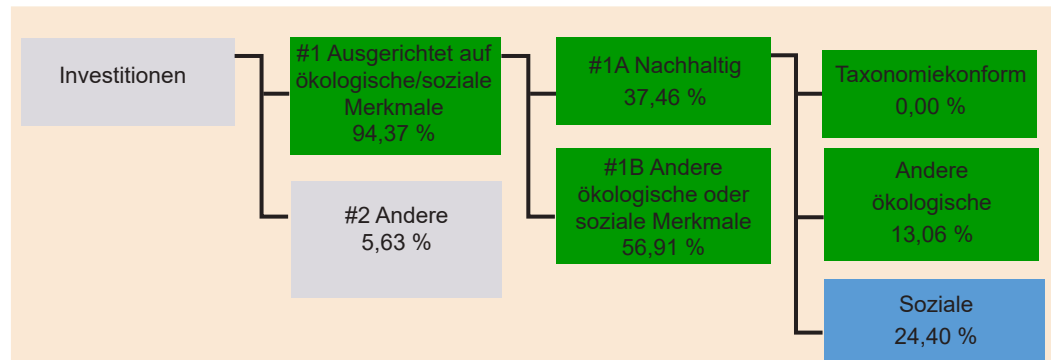 Investitionen
#1 Ausgerichtet auf
ökologische/soziale
Merkmale
94,37 %
#2 Andere
5,63 %
#1A Nachhaltig
37,46 %
#1B Andere
ökologische oder
soziale Merkmale
56,91 %
Taxonomiekonform
0,00 %
Andere
ökologische
13,06 %
Soziale
24,40 %